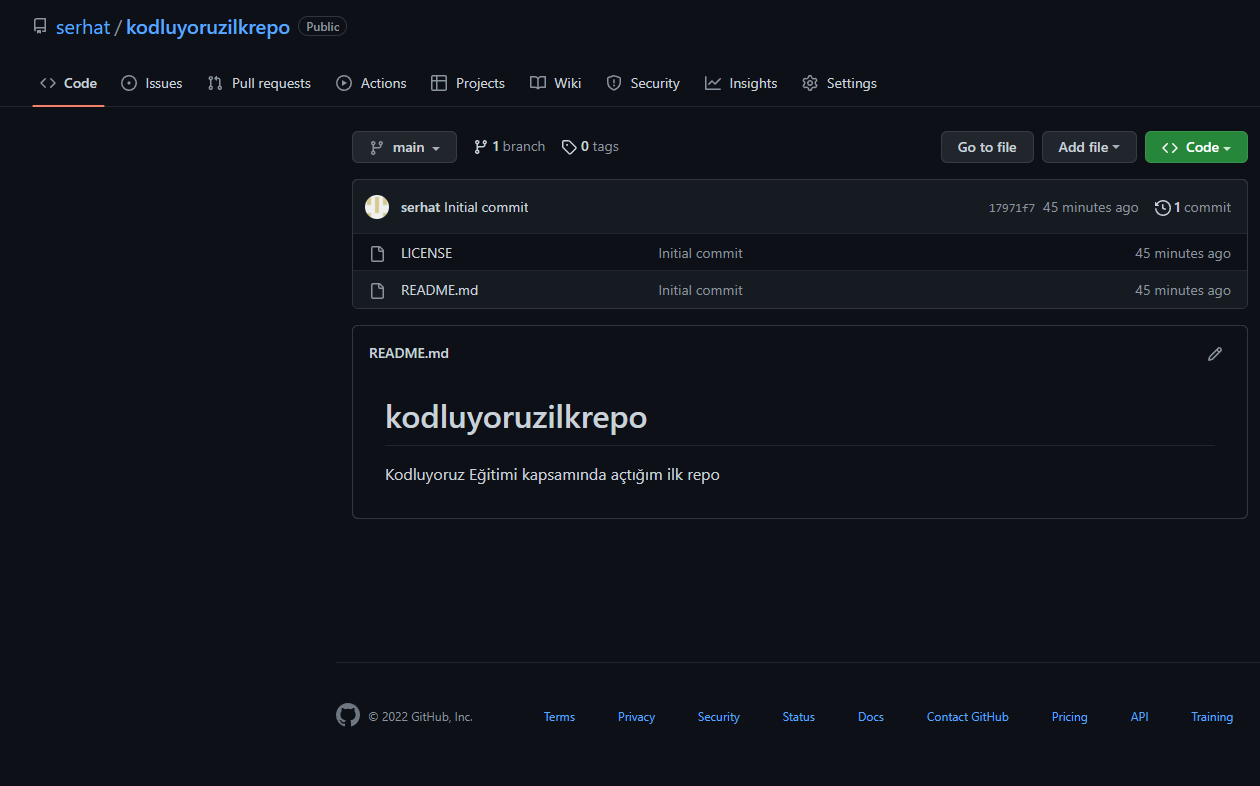 serhat / kodluyoruzilkrepo Public
Code Issues Pull requests Actions Projects Wiki Security Insights Settings
main 1 branch 0 tags Go to file Add file Code
serhat Initial commit 17971f7 45 minutes ago 1 commit
LICENSE Initial commit 45 minutes ago
README.md Initial commit 45 minutes ago
README.md
kodluyoruzilkrepo
Kodluyoruz Eğitimi kapsamında açtığım ilk repo
© 2022 GitHub, Inc. Terms Privacy Security Status Docs Contact GitHub Pricing API Training